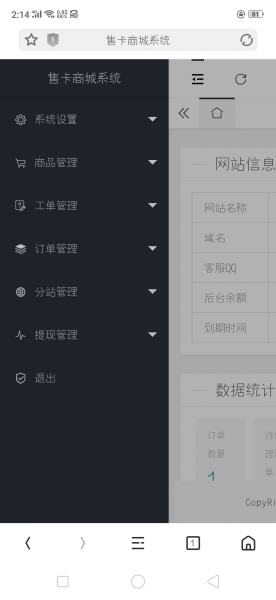 2:14
81
售卡商城系统
售卡商城系统
系统设置
商品管理
工单管理
订单管理
分站管理
提现管理
退出
网站信息
网站名称
域名
客服QQ
后台余额
到期时间
数据统计
订单
数量
1
CopyRi
1